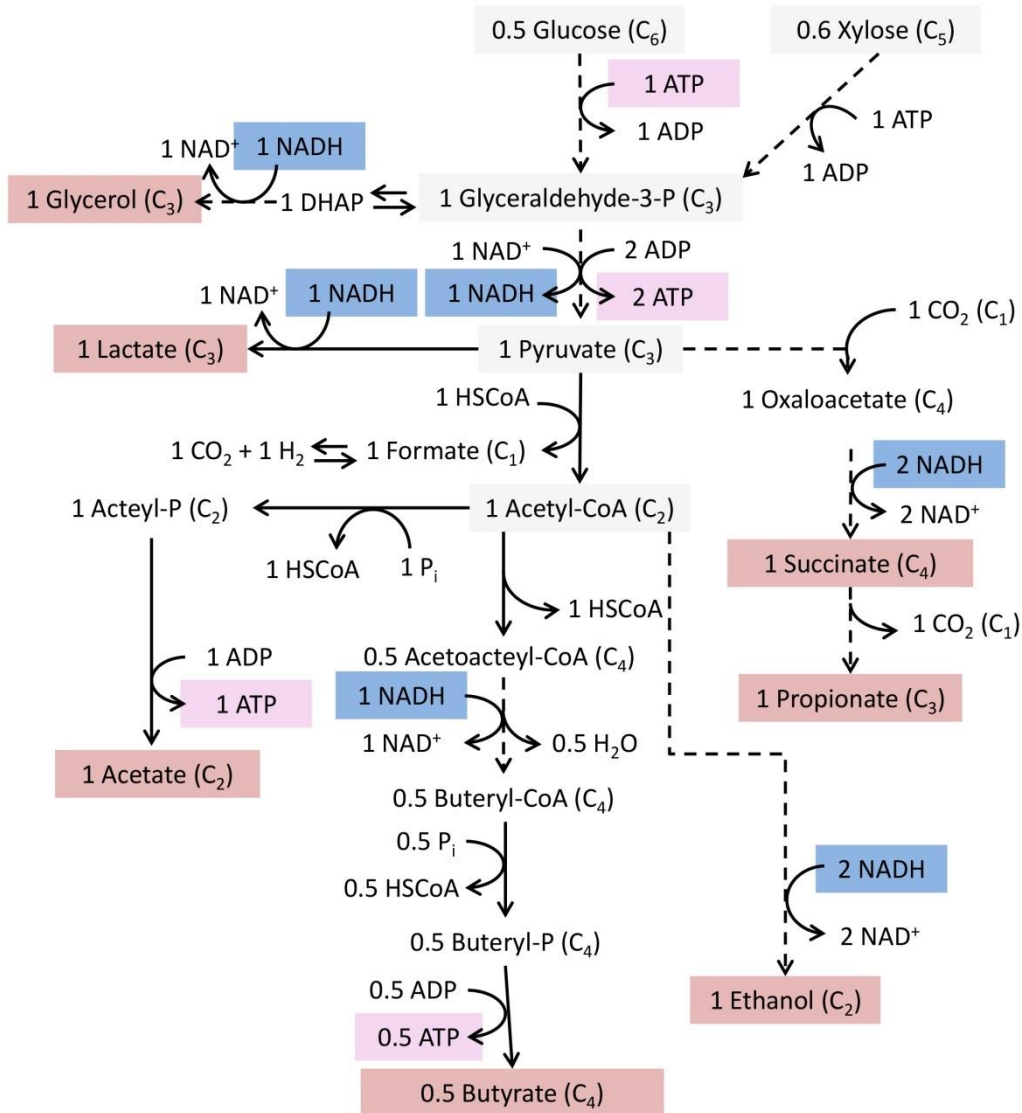 0.5 Glucose (C₆)
0.6 Xylose (C₅)
1 ATP
1 ADP
1 ATP
1 ADP
1 NAD⁺
1 NADH
1 Glycerol (C₃)
1 DHAP
1 Glyceraldehyde-3-P (C₃)
1 NAD⁺
2 ADP
1 NADH
2 ATP
1 NAD⁺
1 NADH
1 CO₂ (C₁)
1 Lactate (C₃)
1 Pyruvate (C₃)
1 Oxaloacetate (C₄)
1 HSCoA
1 CO₂ + 1 H₂
1 Formate (C₁)
2 NADH
2 NAD⁺
1 Acteyl-P (C₂)
1 Acetyl-CoA (C₂)
1 HSCoA
1 Pᵢ
1 Succinate (C₄)
1 HSCoA
1 CO₂ (C₁)
0.5 Acetoacteyl-CoA (C₄)
1 ADP
1 ATP
1 NADH
1 NAD⁺
0.5 H₂O
1 Propionate (C₃)
1 Acetate (C₂)
0.5 Buteryl-CoA (C₄)
0.5 Pᵢ
0.5 HSCoA
2 NADH
2 NAD⁺
0.5 Buteryl-P (C₄)
0.5 ADP
0.5 ATP
1 Ethanol (C₂)
0.5 Butyrate (C₄)